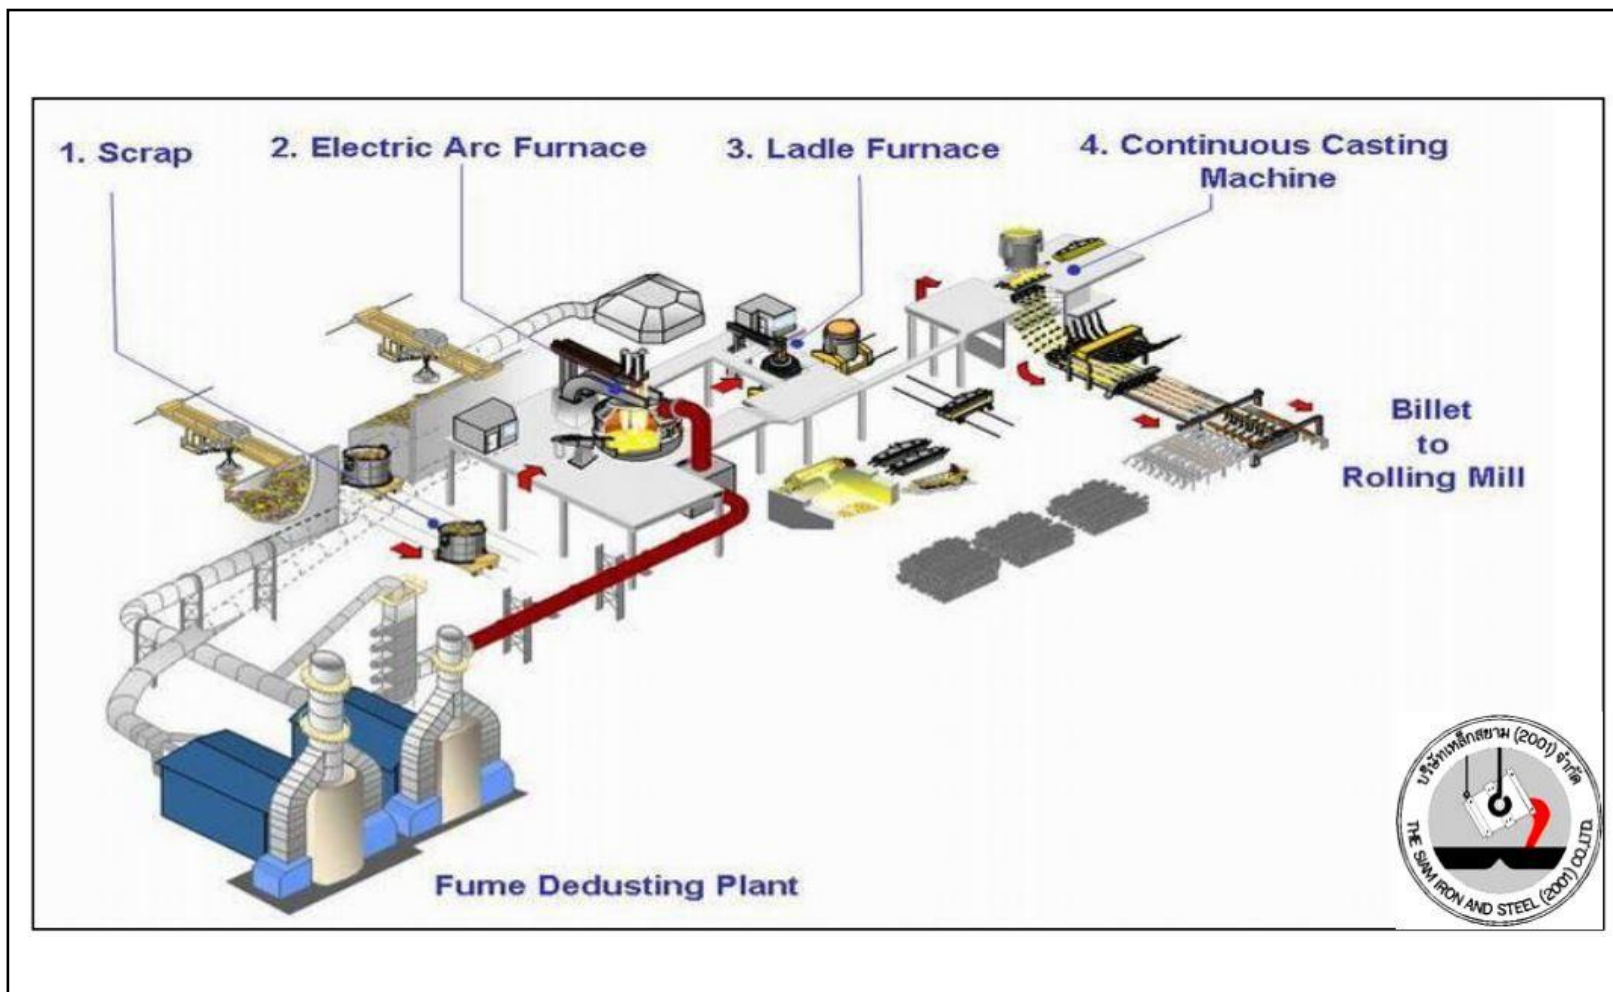 1. Scrap
2. Electric Arc Furnace
3. Ladle Furnace
4. Continuous Casting
Machine
Billet
to
Rolling Mill
Fume Dedusting Plant
บริษัทเหล็กสยาม (2001) จำกัด
THE SIAM IRON AND STEEL (2001) CO.,LTD.